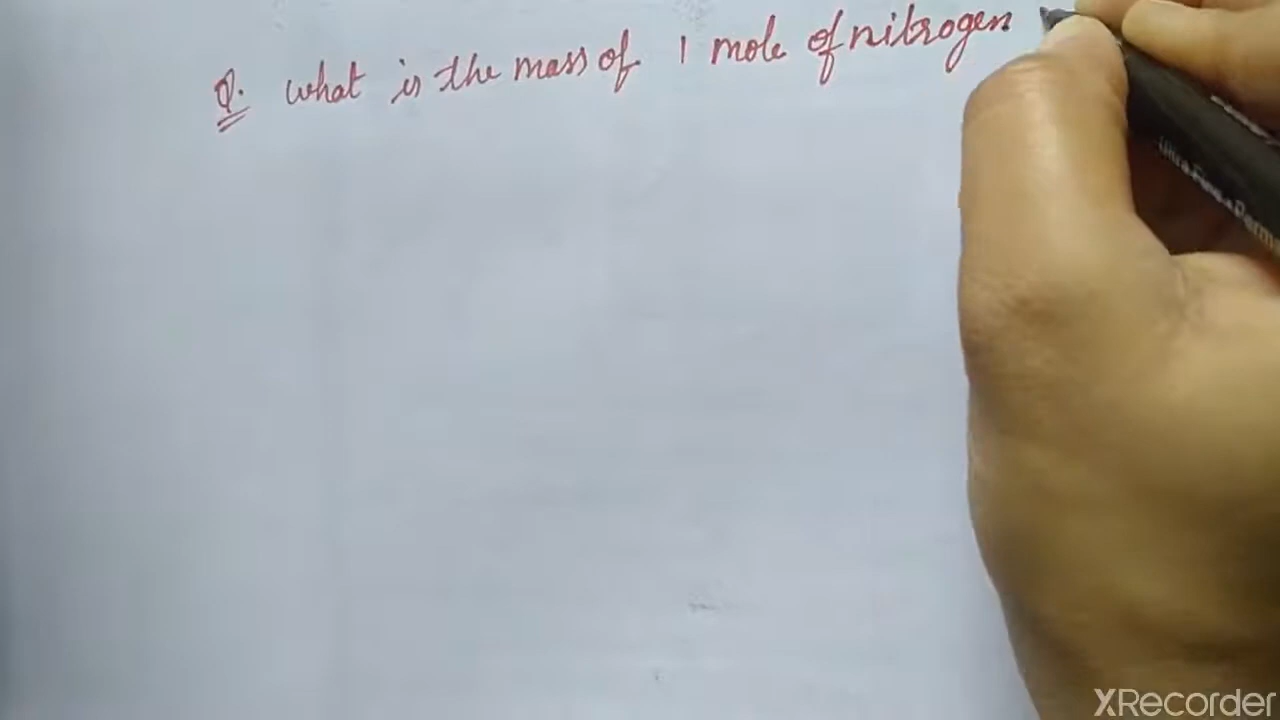 Q. What is the mass of 1 mole of nitrogen
XRecorder